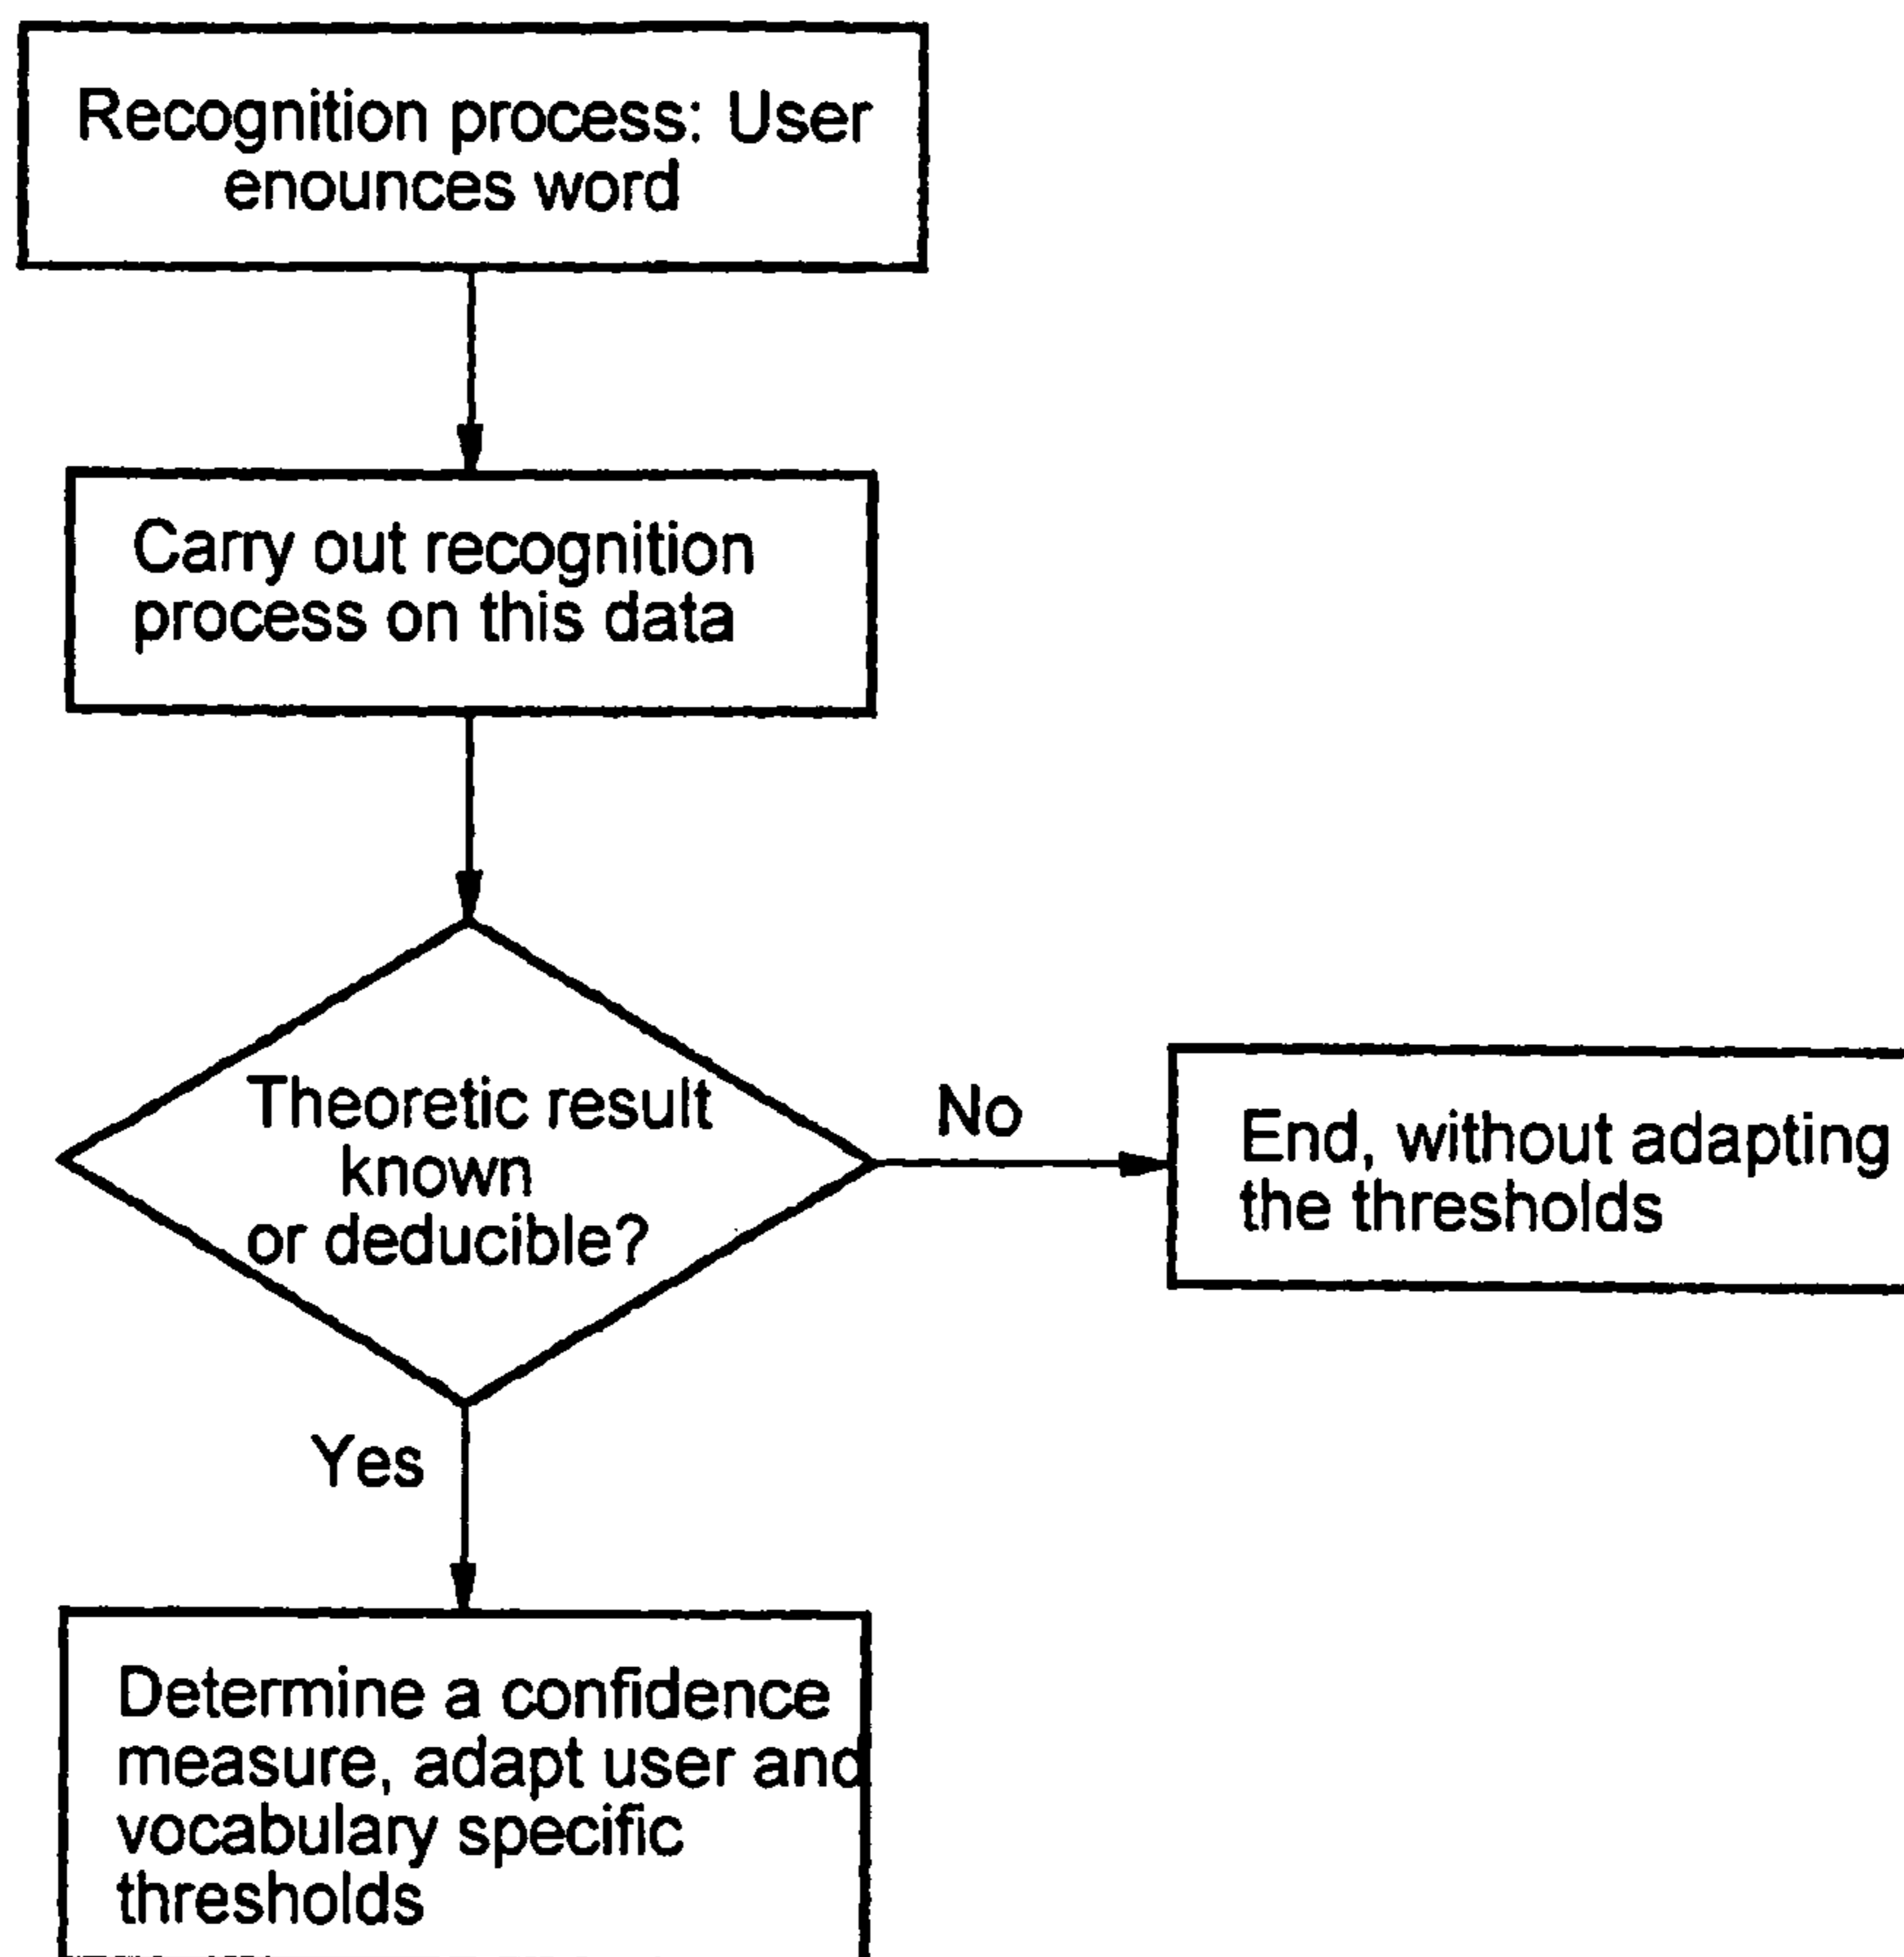 Recognition process: User
enounces word
Carry out recognition
process on this data
Theoretic result
known
or deducible?
No
End, without adapting
the thresholds
Yes
Determine a confidence
measure, adapt user and
vocabulary specific
thresholds